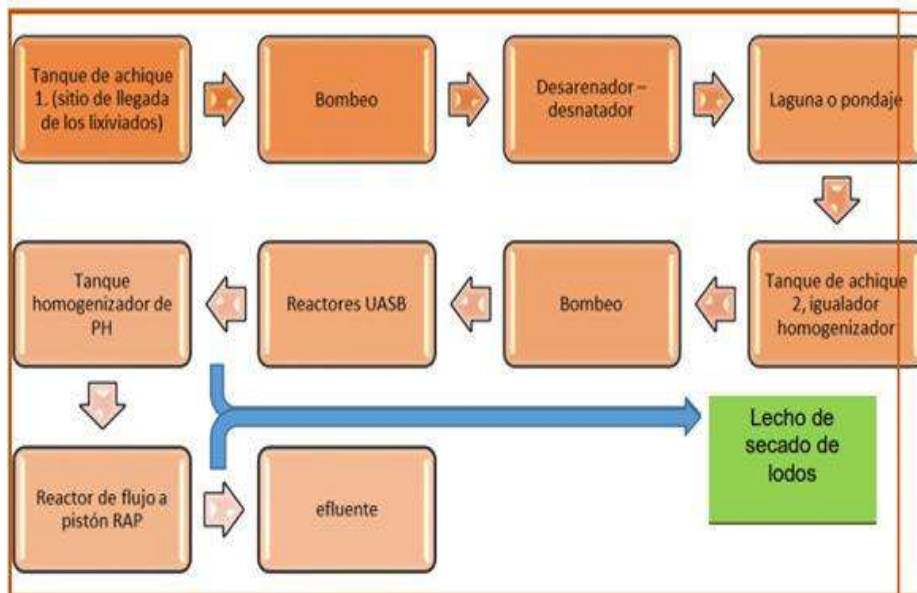 Tanque de achique
1. (sitio de llegada
de los lixiviados)
Bombeo
Desarenador –
desnatador
Laguna o pondaje
Tanque de achique
2, igualador
homogenizador
Bombeo
Reactores UASB
Tanque
homogenizador de
PH
Reactor de flujo a
pistón RAP
efluente
Lecho de
secado de
lodos